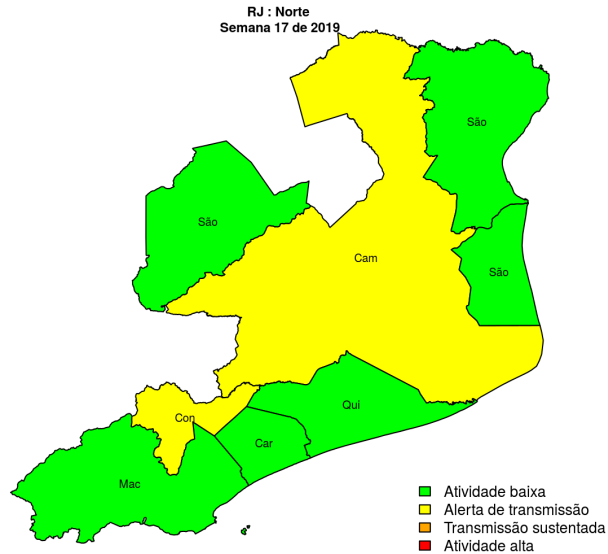 RJ : Norte
Semana 17 de 2019
São
São
Cam
São
Qui
Con
Car
Mac
Atividade baixa
Alerta de transmissão
Transmissão sustentada
Atividade alta